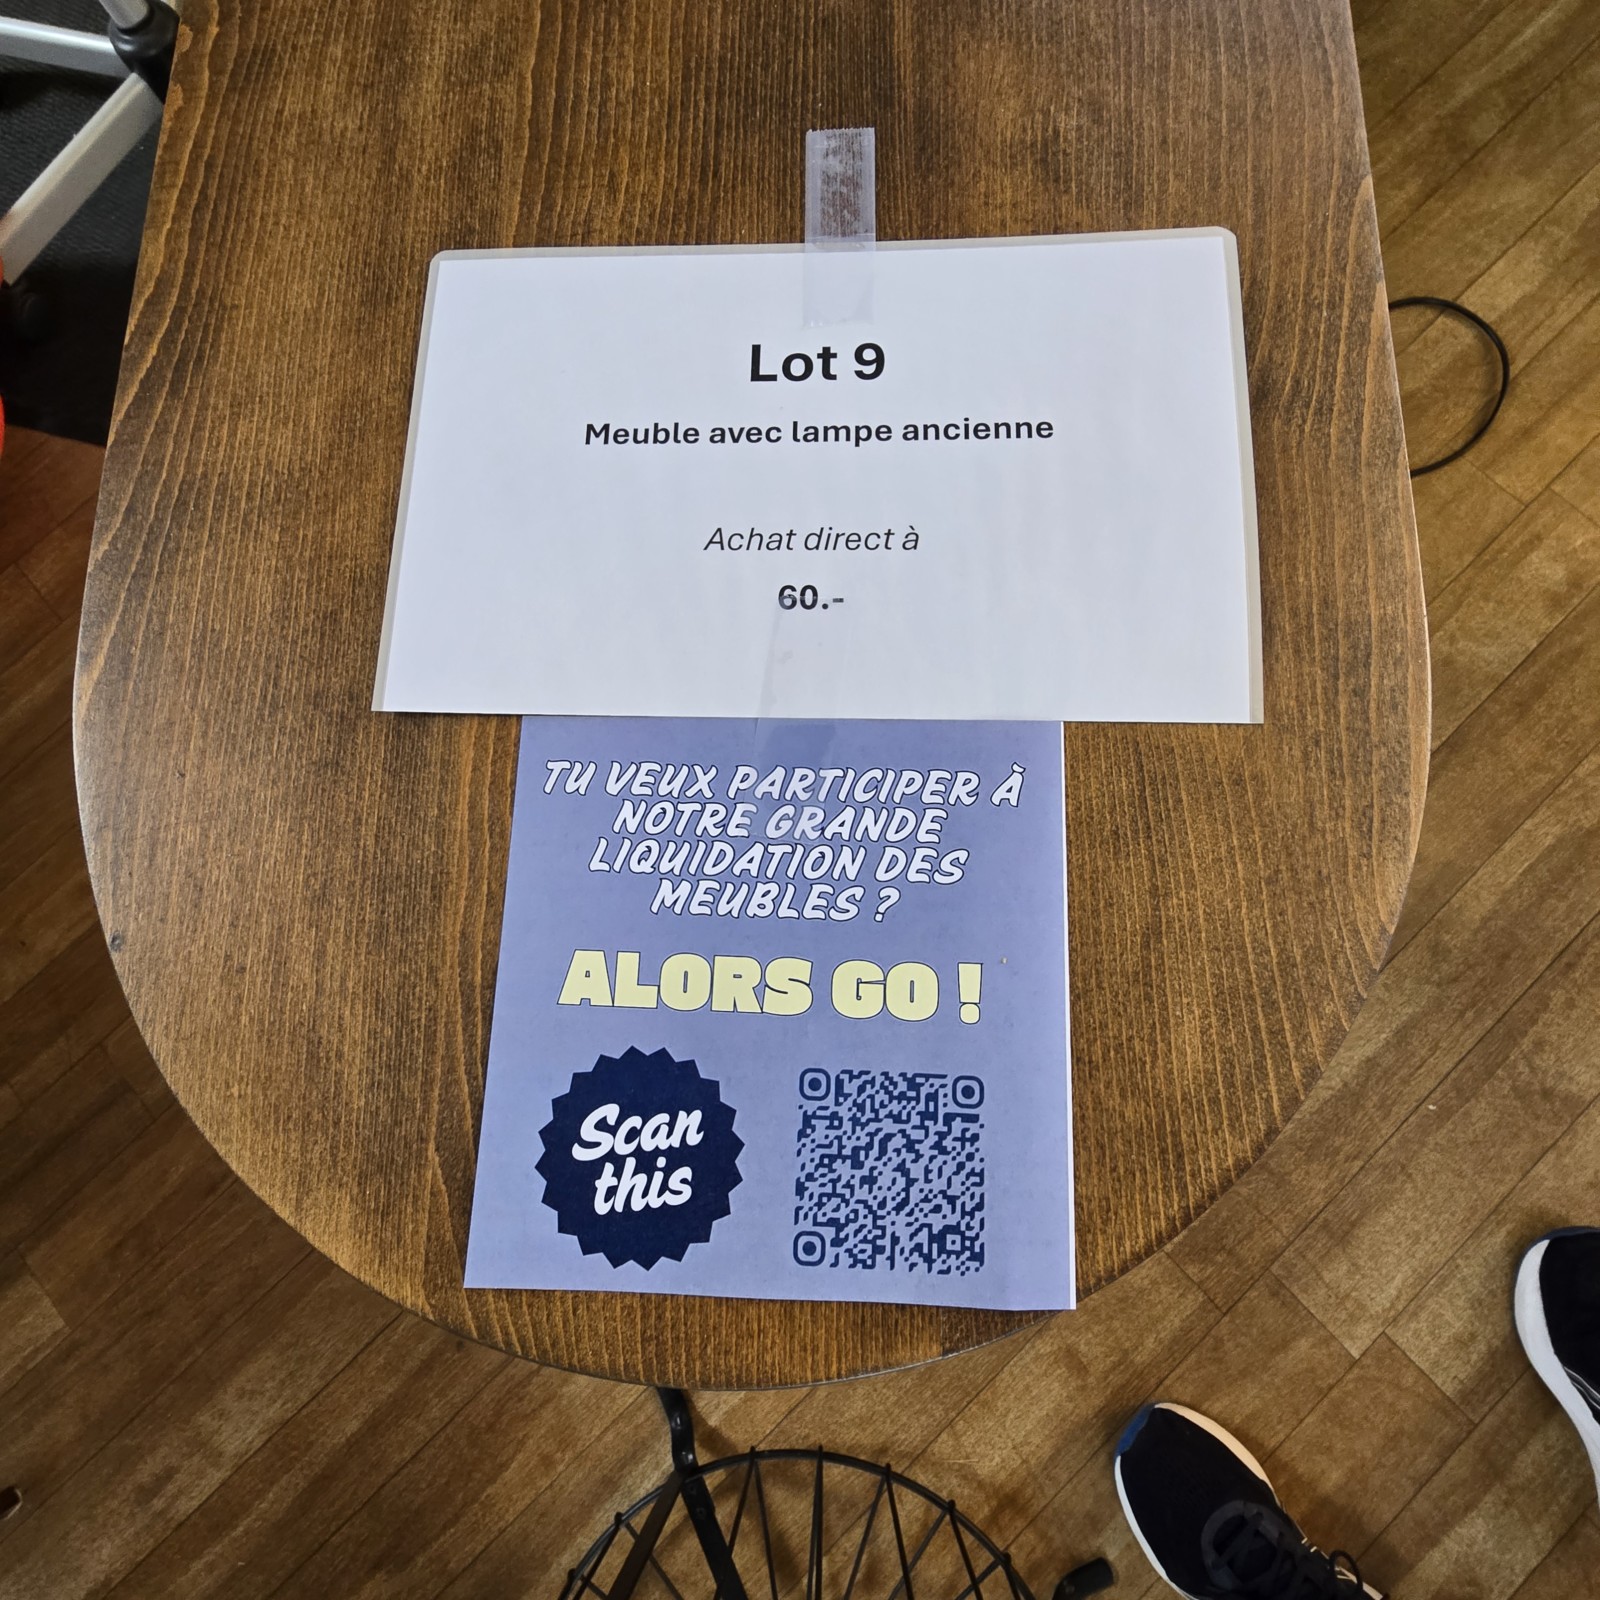 Lot 9
Meuble avec lampe ancienne
Achat direct à
60.-
TU VEUX PARTICIPER À
NOTRE GRANDE
LIQUIDATION DES
MEUBLES ?
ALORS GO !
Scan
this